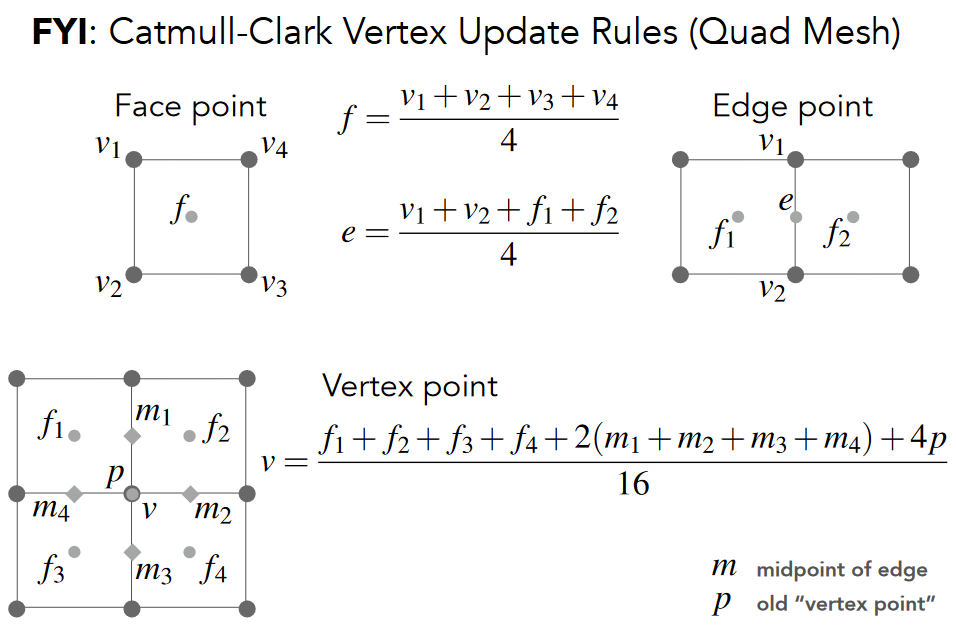 FYI: Catmull-Clark Vertex Update Rules (Quad Mesh)
Face point
v₁
v₄
f
v₂
v₃
f = (v₁ + v₂ + v₃ + v₄) / 4
e = (v₁ + v₂ + f₁ + f₂) / 4
Edge point
v₁
e
f₁
f₂
v₂
f₁
m₁
f₂
p
m₄
v
m₂
f₃
m₃
f₄
Vertex point
v = (f₁ + f₂ + f₃ + f₄ + 2(m₁ + m₂ + m₃ + m₄) + 4p) / 16
m midpoint of edge
p old “vertex point”